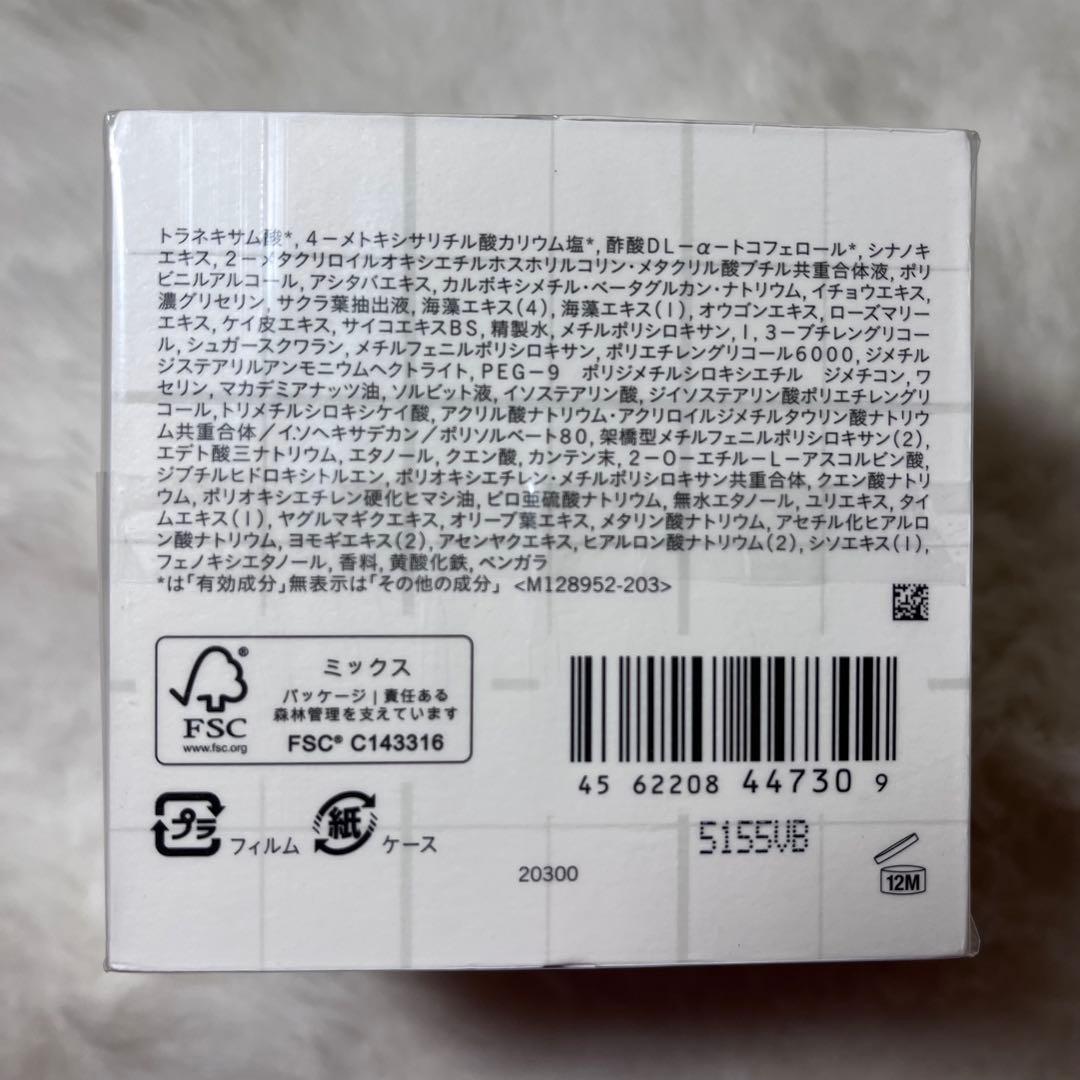 トラネキサム酸*, 4ーメトキシサリチル酸カリウム塩*, 酢酸DLーαートコフェロール*, シナノキ
エキス, 2ーメタクリロイルオキシエチルホスホリルコリン・メタクリル酸ブチル共重合体液, ポリ
ビニルアルコール, アシタバエキス, カルボキシメチル・ベータグルカン・ナトリウム, イチョウエキス,
濃グリセリン, サクラ葉抽出液, 海藻エキス(4), 海藻エキス(1), オウゴンエキス, ローズマリー
エキス, ケイ皮エキス, サイコエキスBS, 精製水, メチルポリシロキサン, 1, 3ーブチレングリコー
ル, シュガースクワラン, メチルフェニルポリシロキサン, ポリエチレングリコール6000, ジメチル
ジステアリルアンモニウムヘクトライト, PEGー9 ポリジメチルシロキシエチル ジメチコン, ワ
セリン, マカデミアナッツ油, ソルビット液, イソステアリン酸, ジイソステアリン酸ポリエチレングリ
コール, トリメチルシロキシケイ酸, アクリル酸ナトリウム・アクリロイルジメチルタウリン酸ナトリウ
ム共重合体／イソヘキサデカン／ポリソルベート80, 架橋型メチルフェニルポリシロキサン(2),
エデト酸三ナトリウム, エタノール, クエン酸, カンテン末, 2ーOーエチルーLーアスコルビン酸,
ジブチルヒドロキシトルエン, ポリオキシエチレン・メチルポリシロキサン共重合体, クエン酸ナトリ
ウム, ポリオキシエチレン硬化ヒマシ油, ピロ亜硫酸ナトリウム, 無水エタノール, ユリエキス, タイ
ムエキス(1), ヤグルマギクエキス, オリーブ葉エキス, メタリン酸ナトリウム, アセチル化ヒアルロ
ン酸ナトリウム, ヨモギエキス(2), アセンヤクエキス, ヒアルロン酸ナトリウム(2), シソエキス(1),
フェノキシエタノール, 香料, 黄酸化鉄, ベンガラ
*は「有効成分」無表示は「その他の成分」 <M128952-203>
FSC®
www.fsc.org
ミックス
パッケージ | 責任ある
森林管理を支えています
FSC® C143316
45 62208 44730 9
プラ フィルム 紙 ケース
5155VB
20300
12M